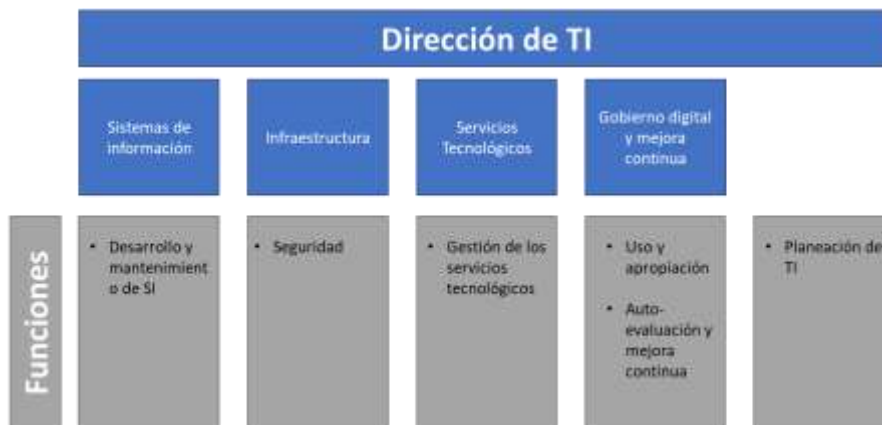 Dirección de TI
Sistemas de
información
Infraestructura
Servicios
Tecnológicos
Gobierno digital
y mejora
continua
Funciones
• Desarrollo y
mantenimient
o de SI
• Seguridad
• Gestión de los
servicios
tecnológicos
• Uso y
apropiación
• Auto-
evaluación y
mejora
continua
• Planeación de
TI